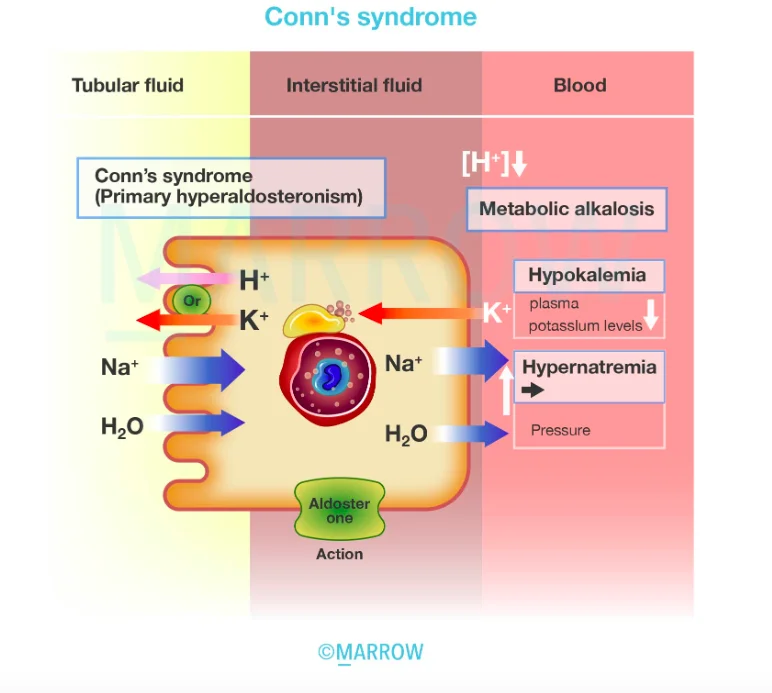 Conn's syndrome
Tubular fluid
Interstitial fluid
Blood
[H+]↓
Conn's syndrome
(Primary hyperaldosteronism)
Metabolic alkalosis
MARROW
H+
Or
K+
K+
Hypokalemia
plasma
potassium levels
Na+
Na+
Hypernatremia
H₂O
H₂O
Pressure
Aldoster
one
Action
©MARROW